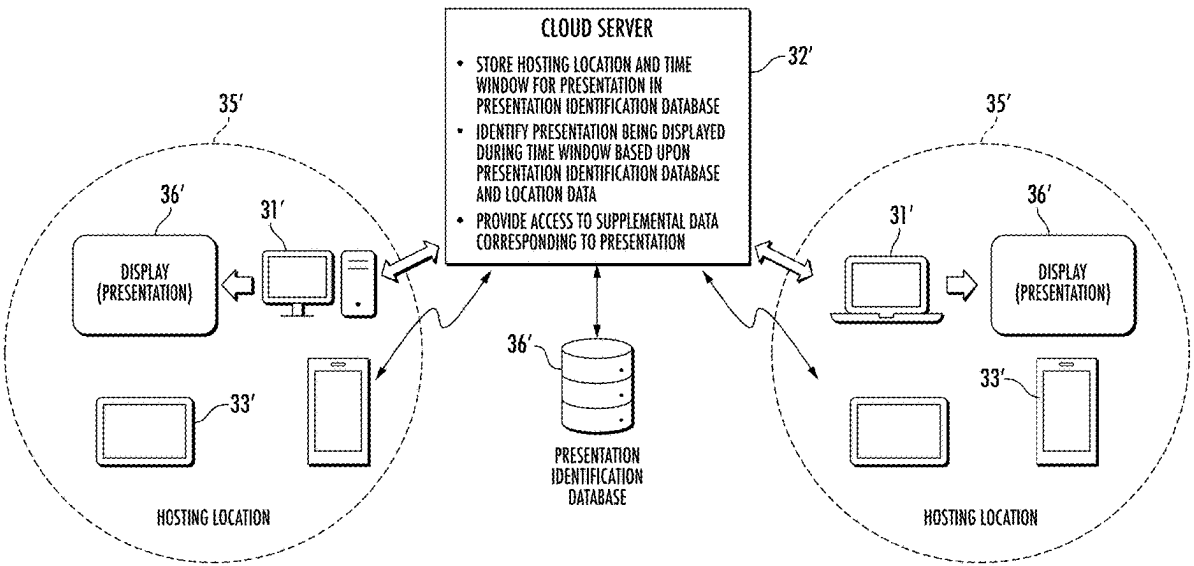 CLOUD SERVER
• STORE HOSTING LOCATION AND TIME
WINDOW FOR PRESENTATION IN
PRESENTATION IDENTIFICATION DATABASE
• IDENTIFY PRESENTATION BEING DISPLAYED
DURING TIME WINDOW BASED UPON
PRESENTATION IDENTIFICATION DATABASE
AND LOCATION DATA
• PROVIDE ACCESS TO SUPPLEMENTAL DATA
CORRESPONDING TO PRESENTATION
32'
35'
36'
31'
DISPLAY
(PRESENTATION)
33'
HOSTING LOCATION
36'
PRESENTATION
IDENTIFICATION
DATABASE
35'
31'
36'
DISPLAY
(PRESENTATION)
33'
HOSTING LOCATION